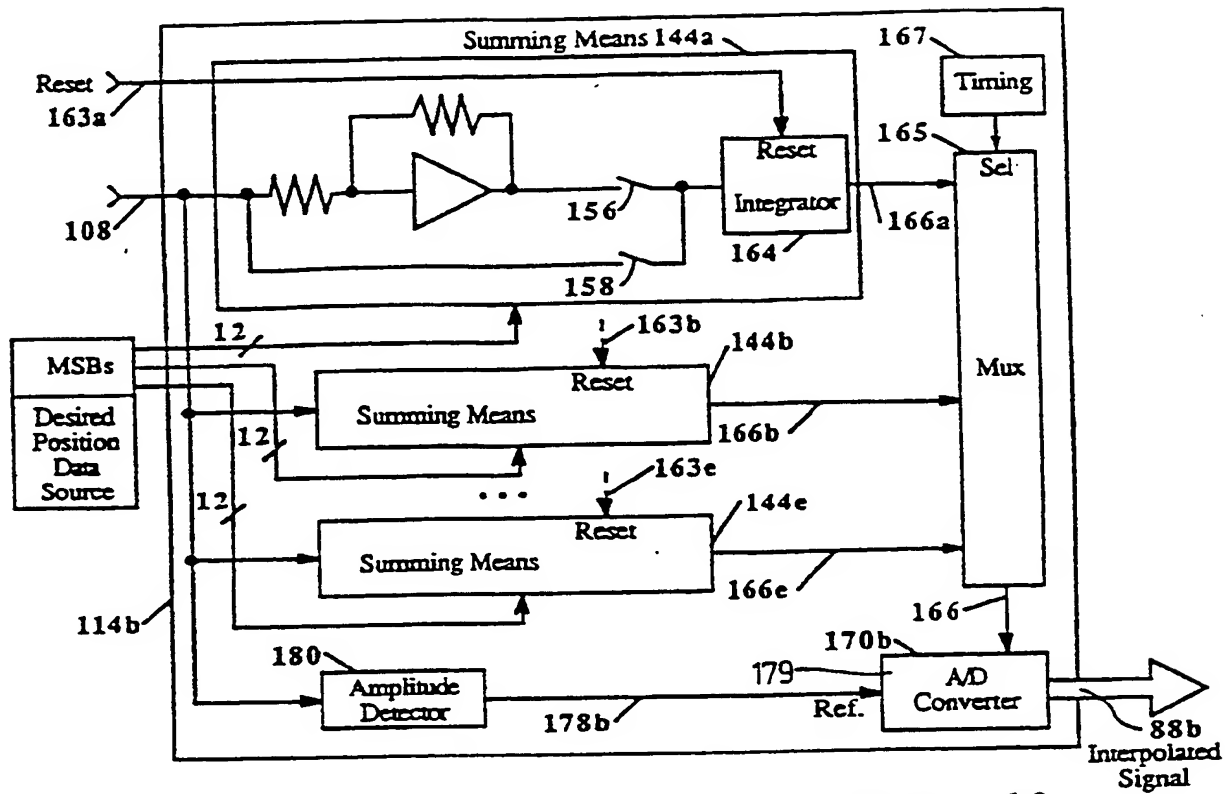 Summing Means 144a
167
Reset
163a
Timing
165
Reset
Sel
108
156
Integrator
164
166a
158
12
163b
MSBs
144b
Reset
Mux
Desired
Position
Data
Source
Summing Means
12
166b
163e
12
...
Reset
144e
Summing Means
166e
114b
166
180
170b
179
Amplitude
Detector
A/D
Converter
178b
Ref.
88b
Interpolated
Signal